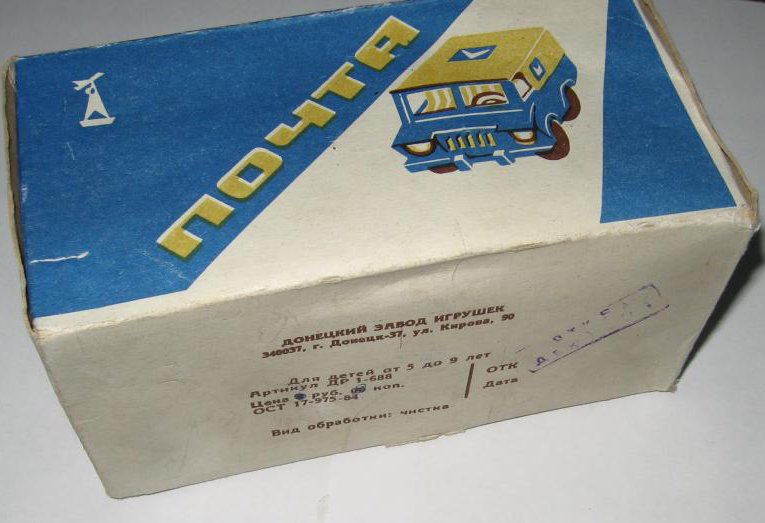 ПОЧТА
ДОНЕЦКИЙ ЗАВОД ИГРУШЕК
340037, г. Донецк-37, ул. Кирова, 90
Для детей от 5 до 9 лет
Артикул ДР 1-688
Цена руб. коп.
ОСТ 17-975-84
Вид обработки: чистка
ОТК
Дата